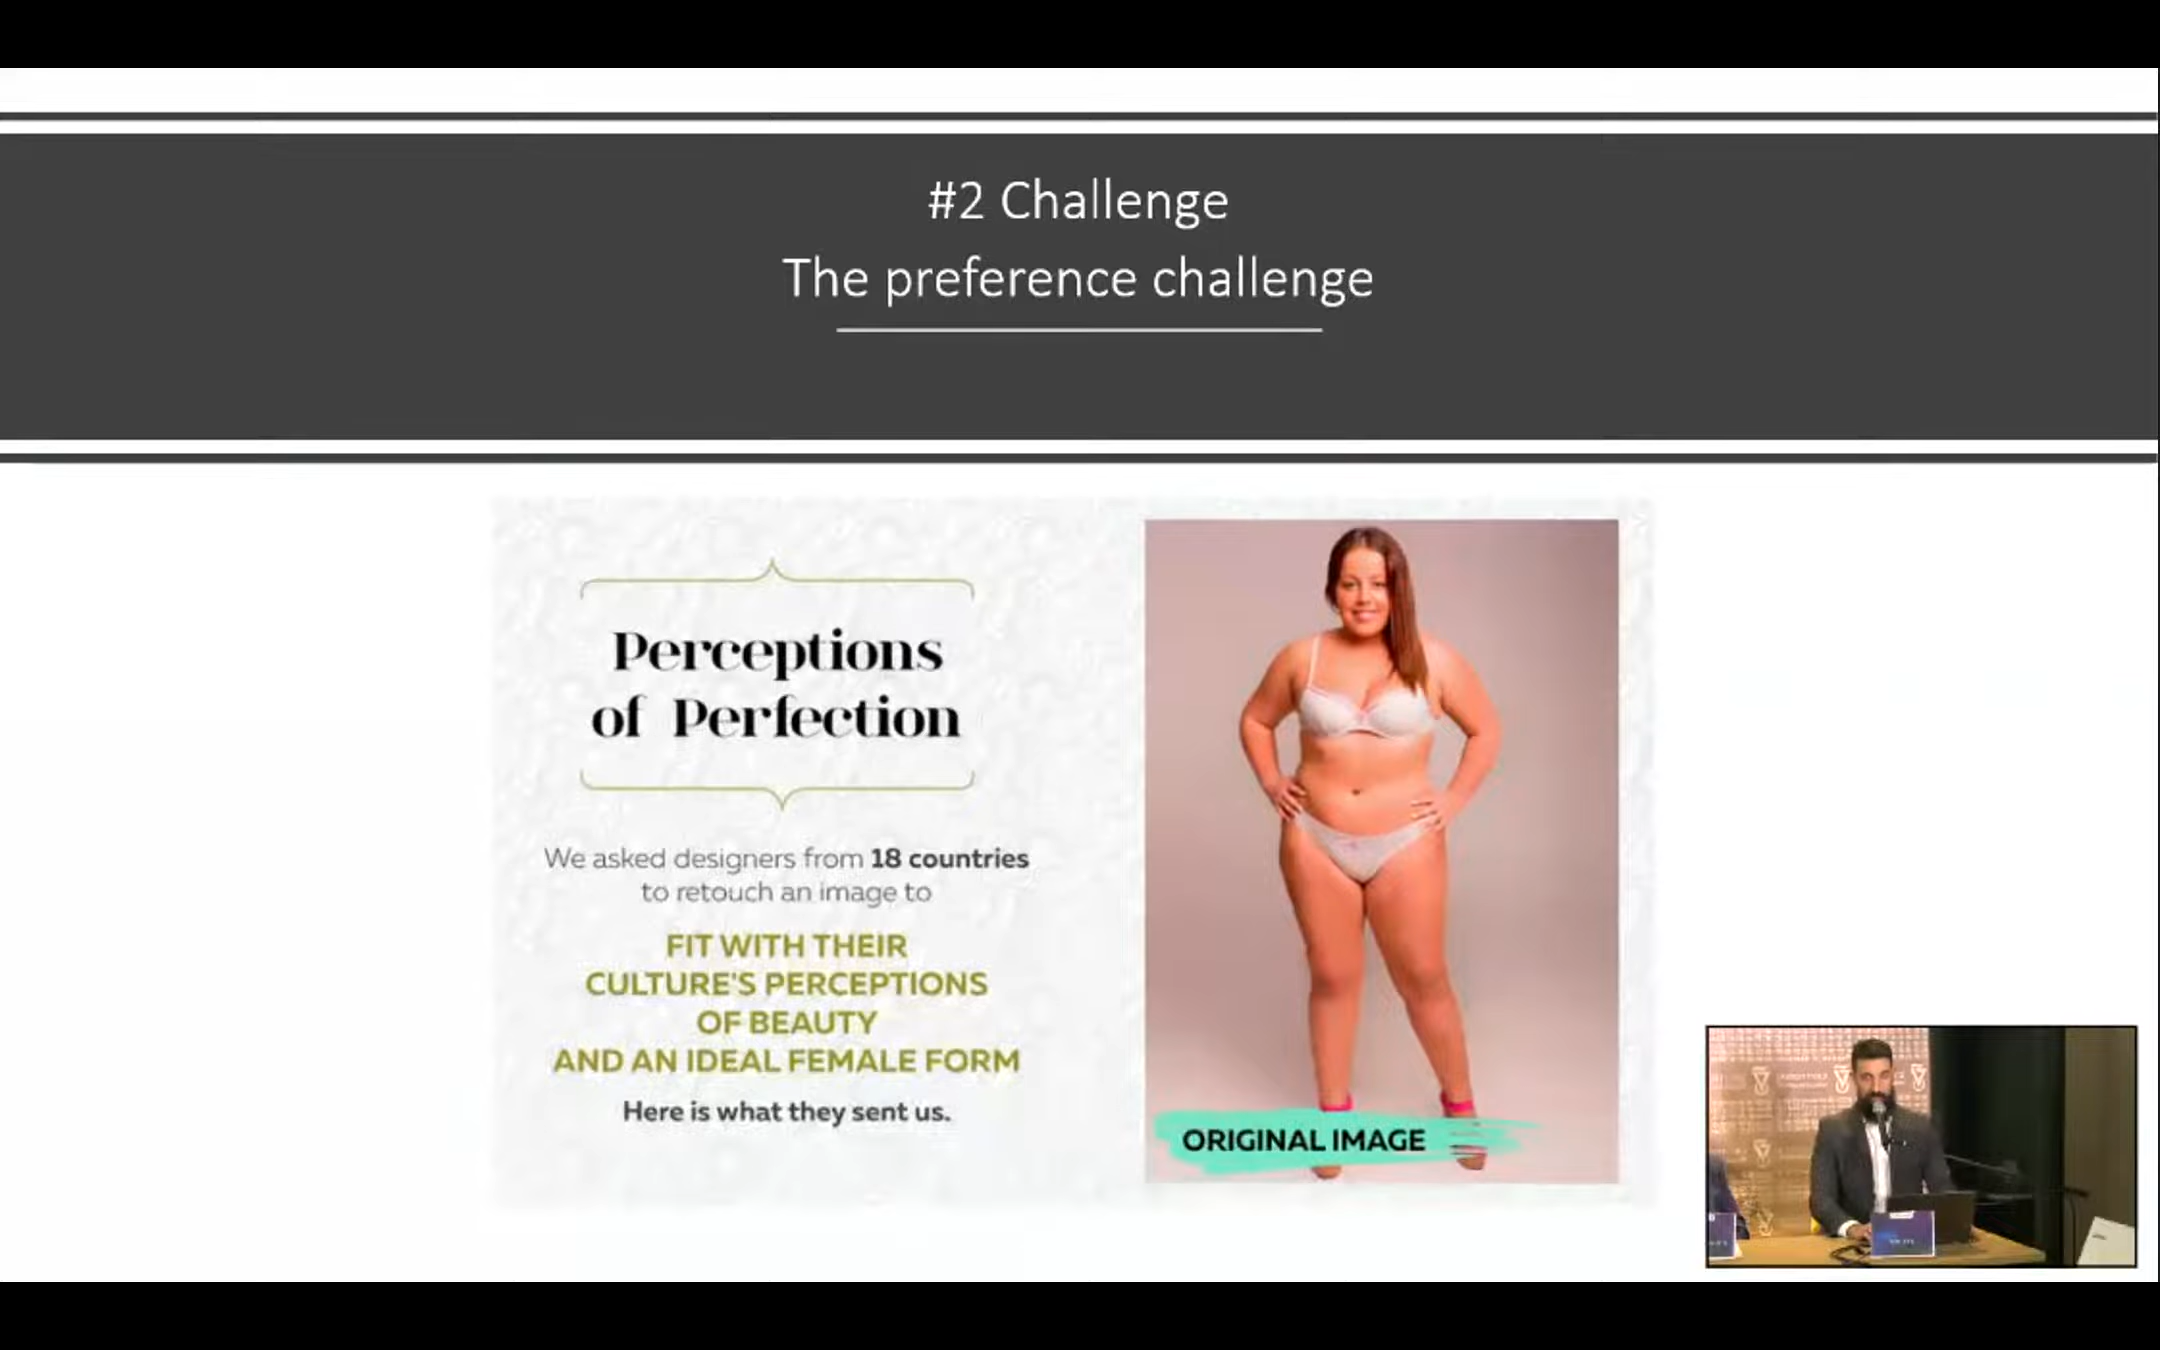 #2 Challenge
The preference challenge
Perceptions
of Perfection
We asked designers from 18 countries
to retouch an image to
FIT WITH THEIR
CULTURE'S PERCEPTIONS
OF BEAUTY
AND AN IDEAL FEMALE FORM
Here is what they sent us.
ORIGINAL IMAGE